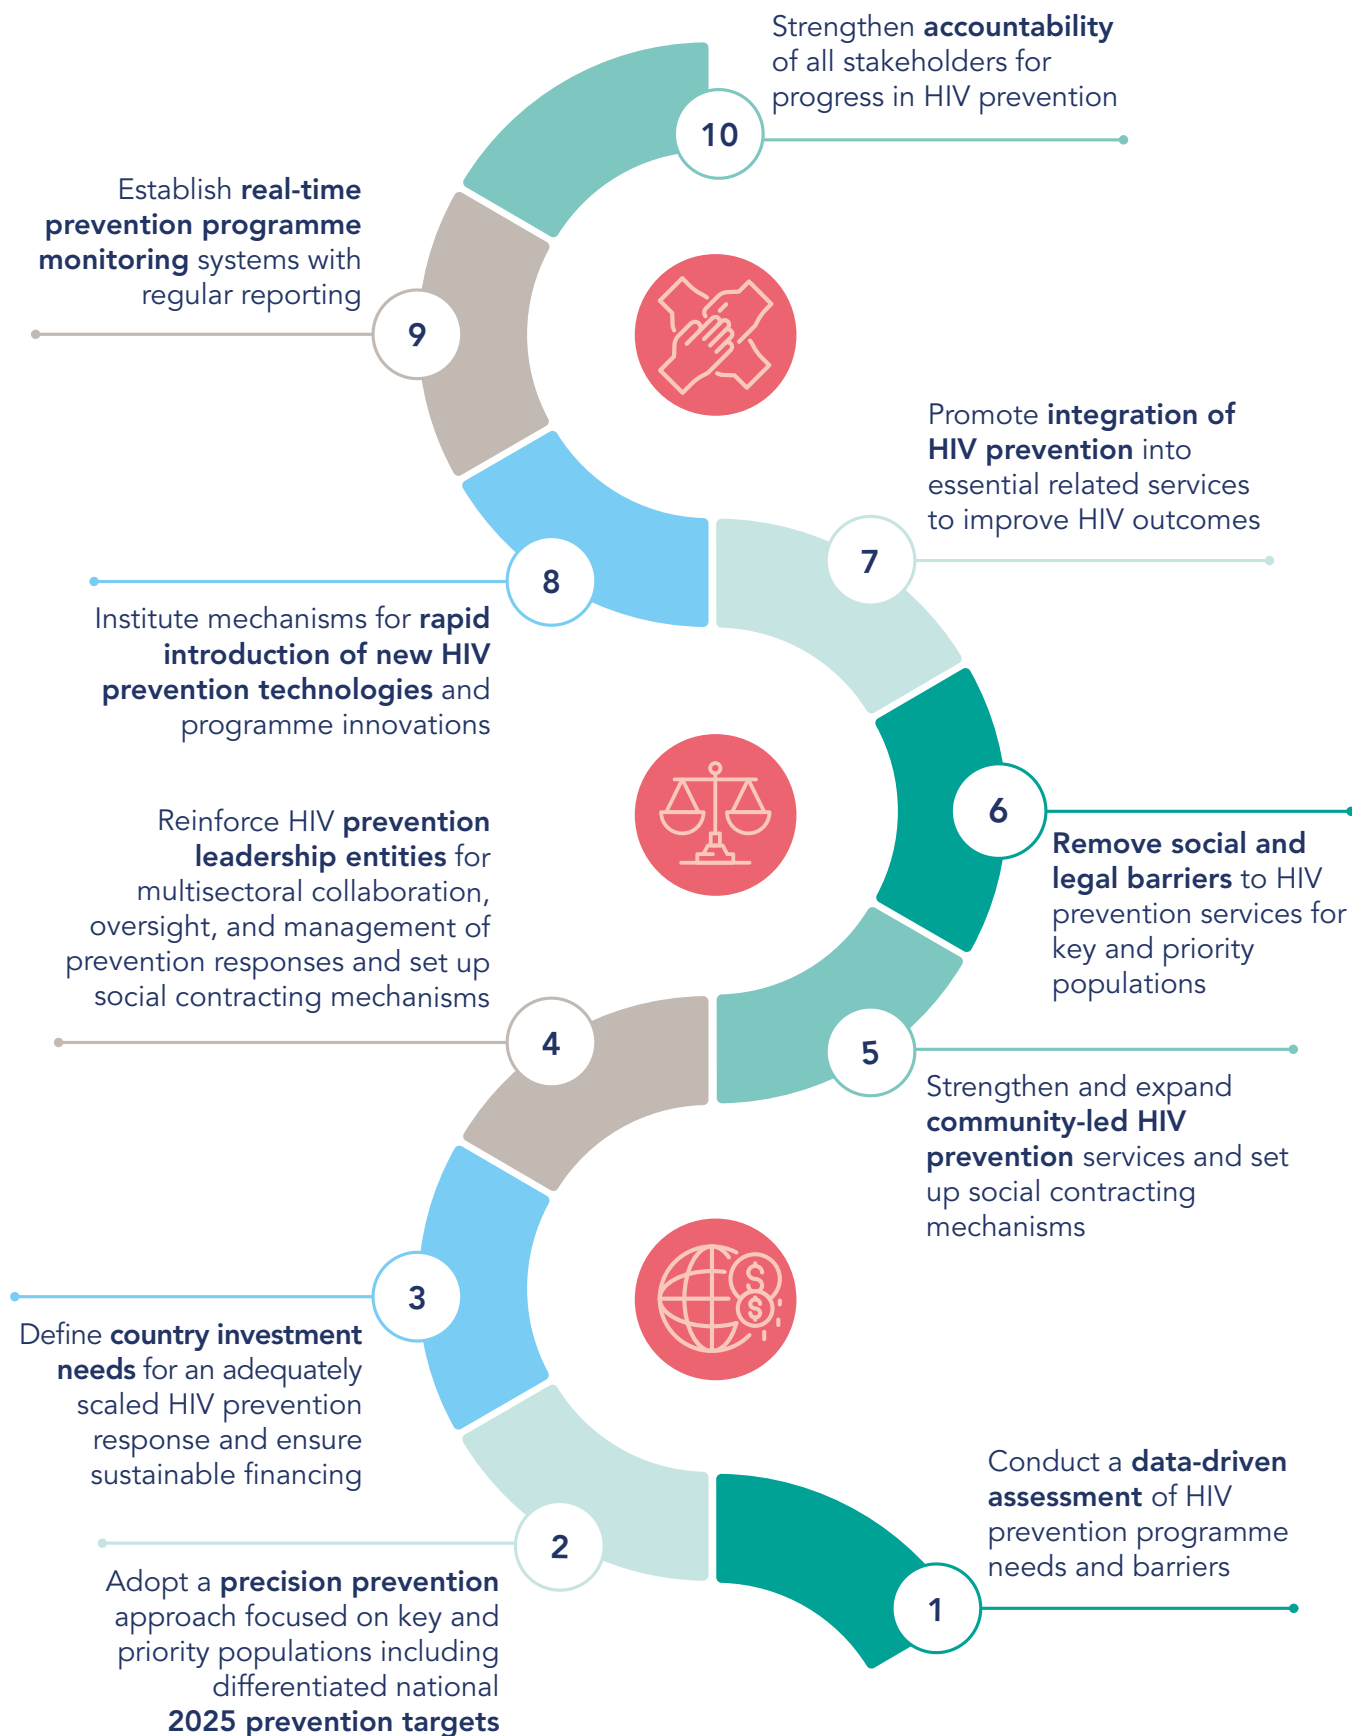 Strengthen accountability
of all stakeholders for
progress in HIV prevention
10
Establish real-time
prevention programme
monitoring systems with
regular reporting
9
Promote integration of
HIV prevention into
essential related services
to improve HIV outcomes
7
8
Institute mechanisms for rapid
introduction of new HIV
prevention technologies and
programme innovations
6
Remove social and
legal barriers to HIV
prevention services for
key and priority
populations
Reinforce HIV prevention
leadership entities for
multisectoral collaboration,
oversight, and management of
prevention responses and set up
social contracting mechanisms
4
5
Strengthen and expand
community-led HIV
prevention services and set
up social contracting
mechanisms
$
$
3
Define country investment
needs for an adequately
scaled HIV prevention
response and ensure
sustainable financing
Conduct a data-driven
assessment of HIV
prevention programme
needs and barriers
1
2
Adopt a precision prevention
approach focused on key and
priority populations including
differentiated national
2025 prevention targets